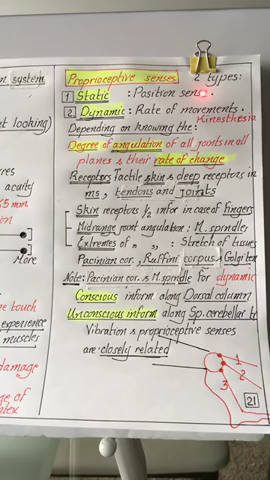 n system
t looking)
res
acuity
5 mm
ion
More
e touch
experience
muscles
damage
ge of
tex
Proprioceptive senses 2 types:
1 Static : Position sens.
2 Dynamic : Rate of movements.
Kinesthesia
Depending on knowing the:
Degree of angulation of all joints in all
planes & their rate of change
Receptors Tactile skin & deep receptors in
ms, tendons and joints
Skin receptors ½ infor in case of fingers
Midrange joint angulation : M. spindler
Extremes of " " : Stretch of tissues
Pacinian cor., Ruffini corpus & Golgi ten
Note: Pacinian cor. & M. spindle for dynamic
Conscious inform along Dorsal column
Unconscious inform along Sp. cerebellar tr
Vibration & proprioceptive senses
are closely related
1
2
3
21